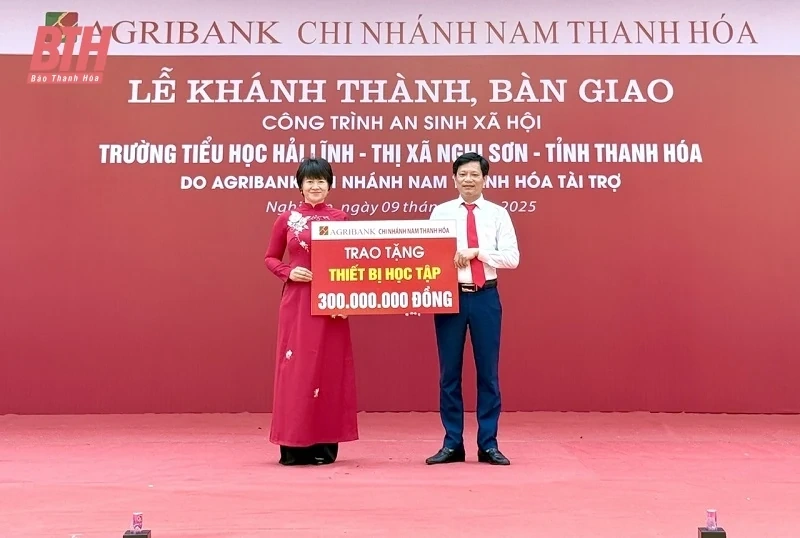 BTH
Báo Thanh Hóa
AGRIBANK CHI NHÁNH NAM THANH HÓA
LỄ KHÁNH THÀNH, BÀN GIAO
CÔNG TRÌNH AN SINH XÃ HỘI
TRƯỜNG TIỂU HỌC HẢI LĨNH - THỊ XÃ NGHI SƠN - TỈNH THANH HÓA
DO AGRIBANK NHÁNH NAM HÓA TÀI TRỢ
ngày 09 2025
AGRIBANK CHI NHÁNH NAM THANH HÓA
TRAO TẶNG
THIẾT BỊ HỌC TẬP
300.000.000 ĐỒNG